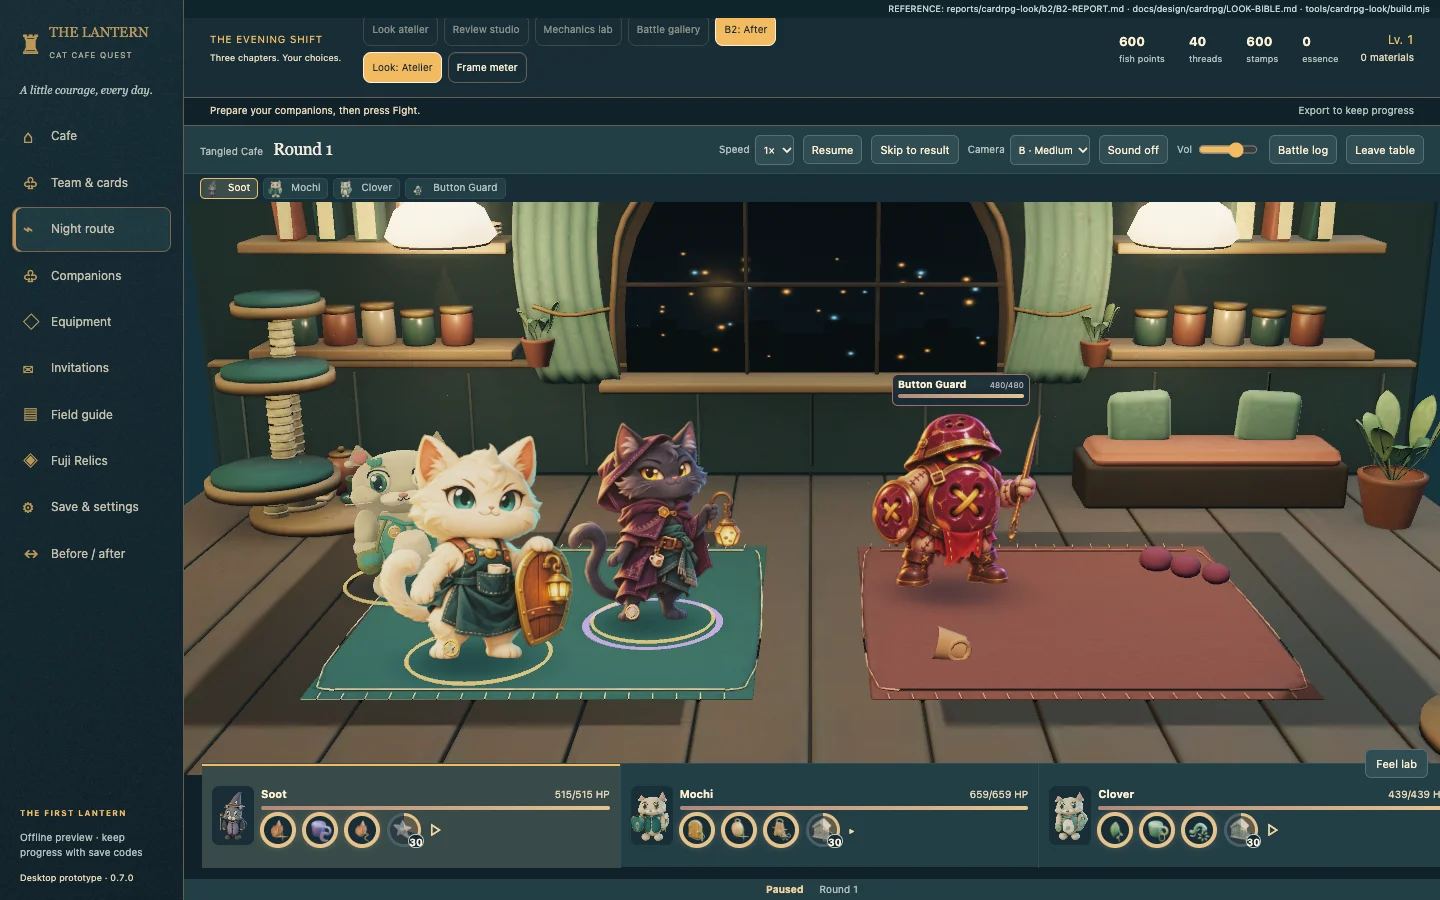 REFERENCE: reports/cardrpg-look/b2/B2-REPORT.md · docs/design/cardrpg/LOOK-BIBLE.md · tools/cardrpg-look/build.mjs
THE LANTERN
CAT CAFE QUEST
A little courage, every day.
Cafe
Team & cards
Night route
Companions
Equipment
Invitations
Field guide
Fuji Relics
Save & settings
Before / after
THE FIRST LANTERN
Offline preview · keep
progress with save codes
Desktop prototype · 0.7.0
THE EVENING SHIFT
Three chapters. Your choices.
Look atelier
Review studio
Mechanics lab
Battle gallery
B2: After
Look: Atelier
Frame meter
600
fish points
40
threads
600
stamps
0
essence
Lv. 1
0 materials
Prepare your companions, then press Fight.
Export to keep progress
Tangled Cafe
Round 1
Speed
1×
Resume
Skip to result
Camera
B · Medium
Sound off
Vol
Battle log
Leave table
Soot
Mochi
Clover
Button Guard
Button Guard
480/480
Feel lab
Soot
515/515 HP
30
Mochi
659/659 HP
30
Clover
439/439 H
30
Paused
Round 1